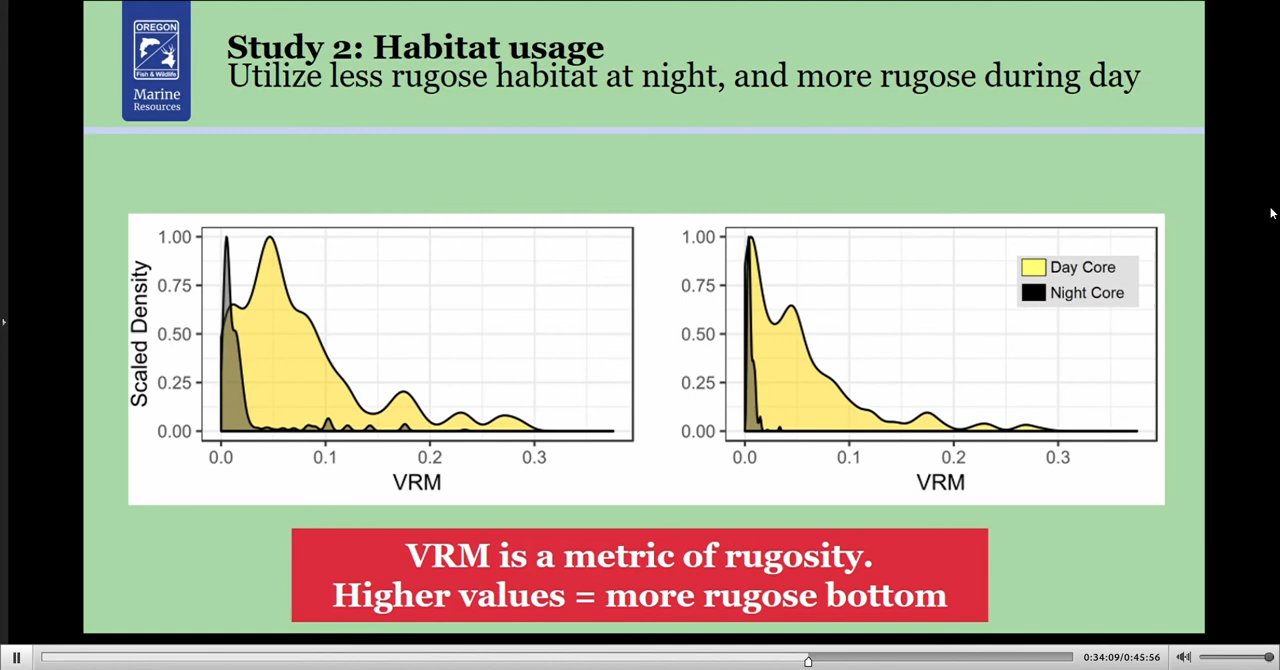 OREGON
Fish & Wildlife
Marine
Resources
Study 2: Habitat usage
Utilize less rugose habitat at night, and more rugose during day
Scaled Density
1.00
0.75
0.50
0.25
0.00
0.0 0.1 0.2 0.3
VRM
1.00
0.75
0.50
0.25
0.00
0.0 0.1 0.2 0.3
VRM
Day Core
Night Core
VRM is a metric of rugosity.
Higher values = more rugose bottom
0:34:09/0:45:56